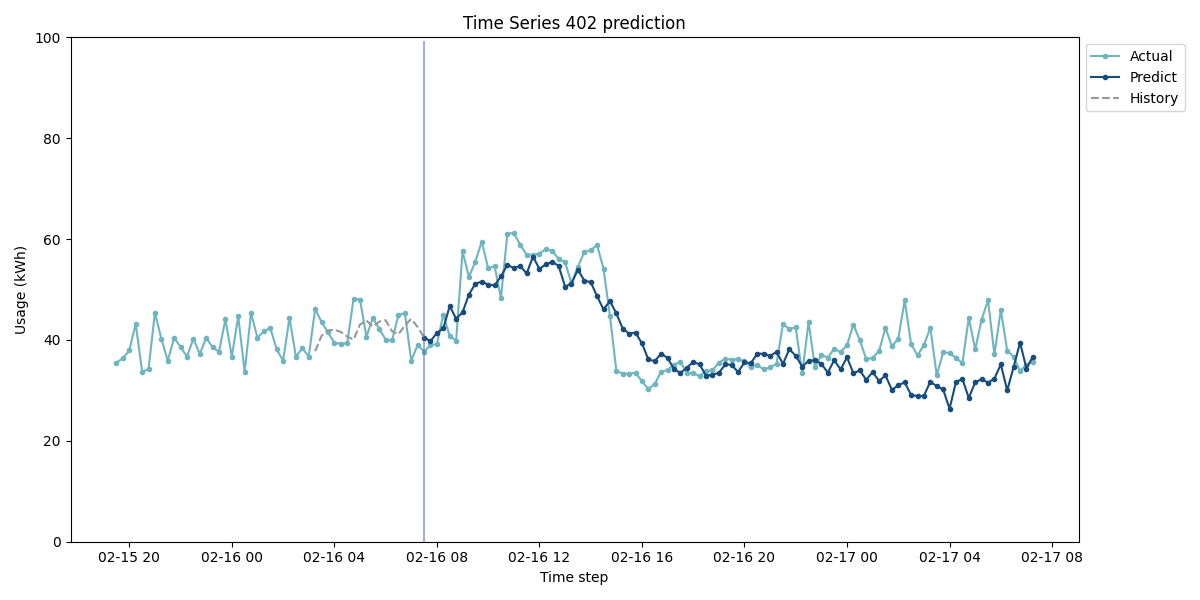 Time Series 402 prediction
100
80
60
40
20
0
Usage (kWh)
02-15 20
02-16 00
02-16 04
02-16 08
02-16 12
02-16 16
02-16 20
02-17 00
02-17 04
02-17 08
Time step
Actual
Predict
History